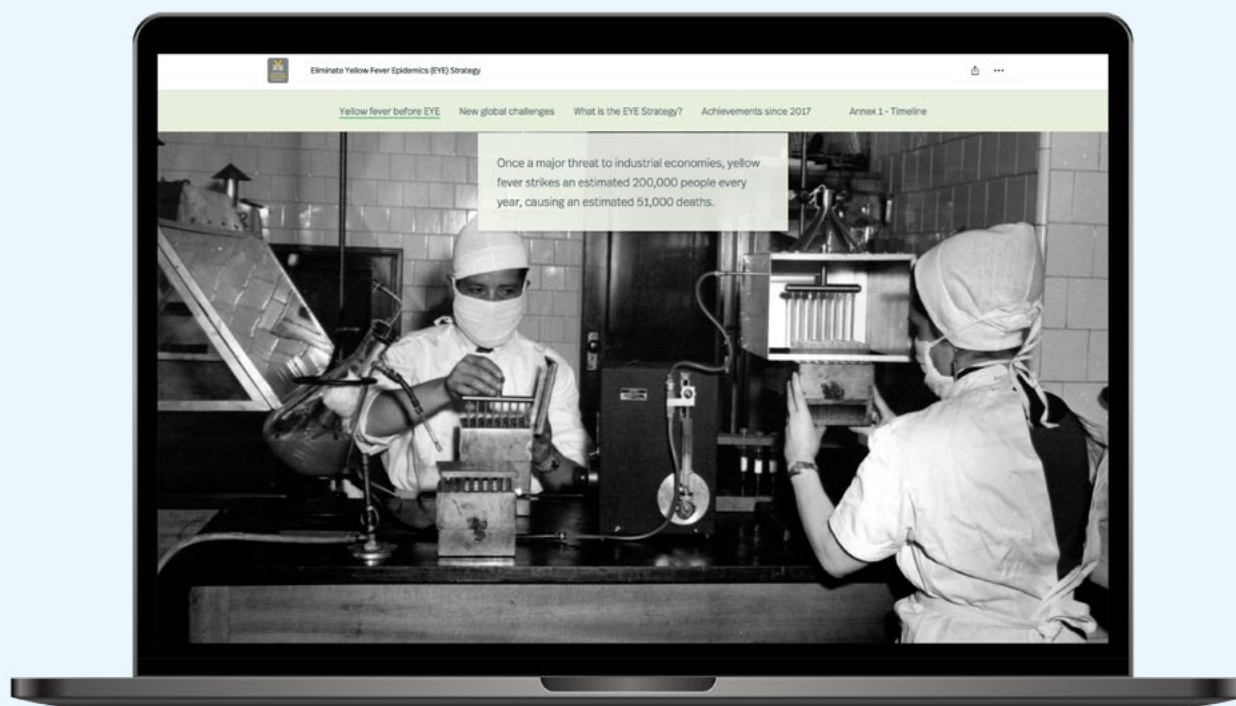 Eliminate Yellow Fever Epidemics (EYE) Strategy
Yellow fever before EYE New global challenges What is the EYE Strategy? Achievements since 2017 Annex 1 - Timeline
Once a major threat to industrial economies, yellow
fever strikes an estimated 200,000 people every
year, causing an estimated 51,000 deaths.